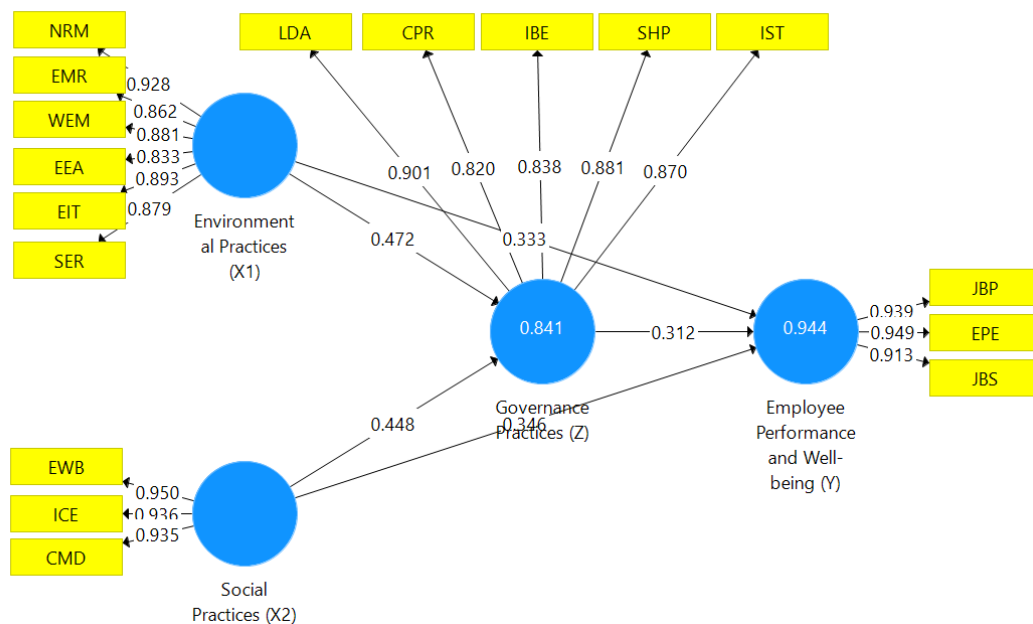 NRM
EMR
WEM
EEA
EIT
SER
0.928
0.862
0.881
0.833
0.893
0.879
Environment
al Practices
(X1)
LDA
CPR
IBE
SHP
IST
0.901
0.820
0.838
0.881
0.870
0.472
0.333
0.841
Governance
Practices (Z)
0.312
0.448
0.346
0.944
Employee
Performance
and Well-
being (Y)
0.939
0.949
0.913
JBP
EPE
JBS
EWB
ICE
CMD
0.950
0.936
0.935
Social
Practices (X2)